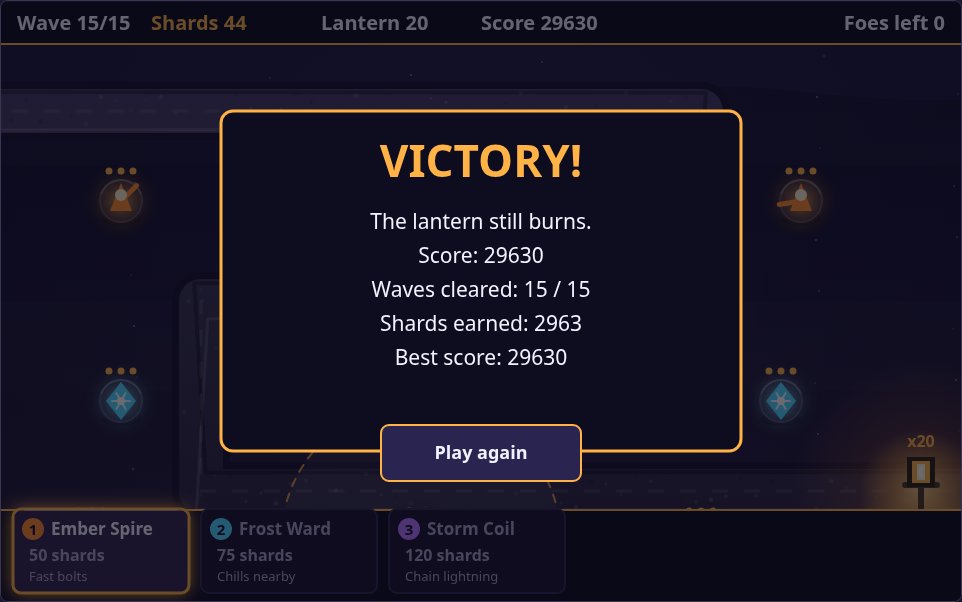 Wave 15/15 Shards 44 Lantern 20 Score 29630 Foes left 0
VICTORY!
The lantern still burns.
Score: 29630
Waves cleared: 15 / 15
Shards earned: 2963
Best score: 29630
x20
Play again
1 Ember Spire
50 shards
Fast bolts
2 Frost Ward
75 shards
Chills nearby
3 Storm Coil
120 shards
Chain lightning